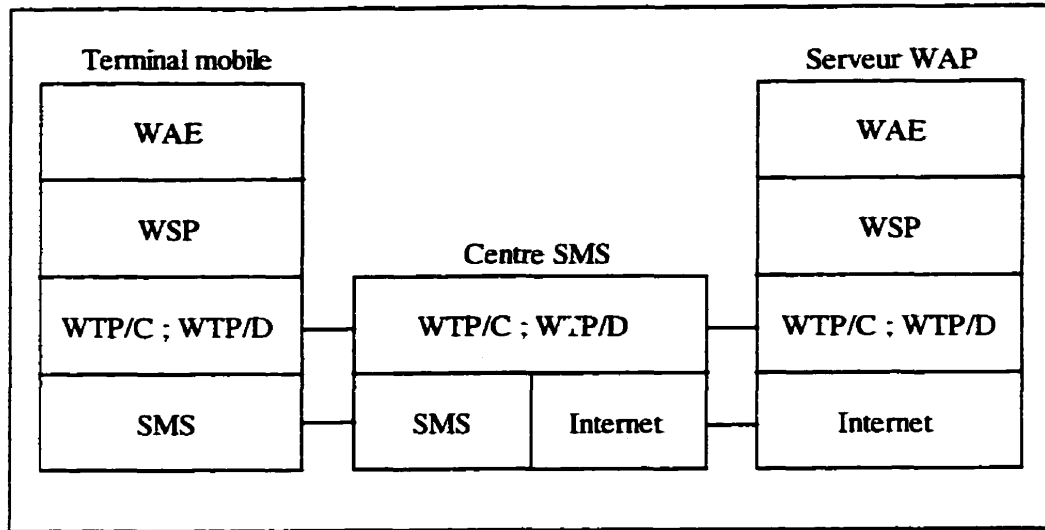 Terminal mobile
WAE
WSP
WTP/C ; WTP/D
SMS
Centre SMS
WTP/C ; WTP/D
SMS
Internet
Serveur WAP
WAE
WSP
WTP/C ; WTP/D
Internet